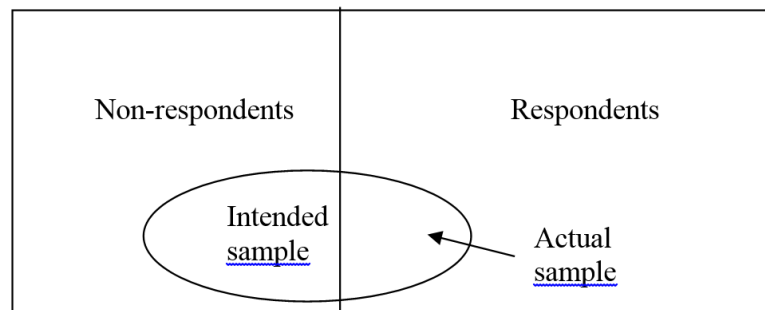 Non-respondents
Respondents
Intended
sample
Actual
sample